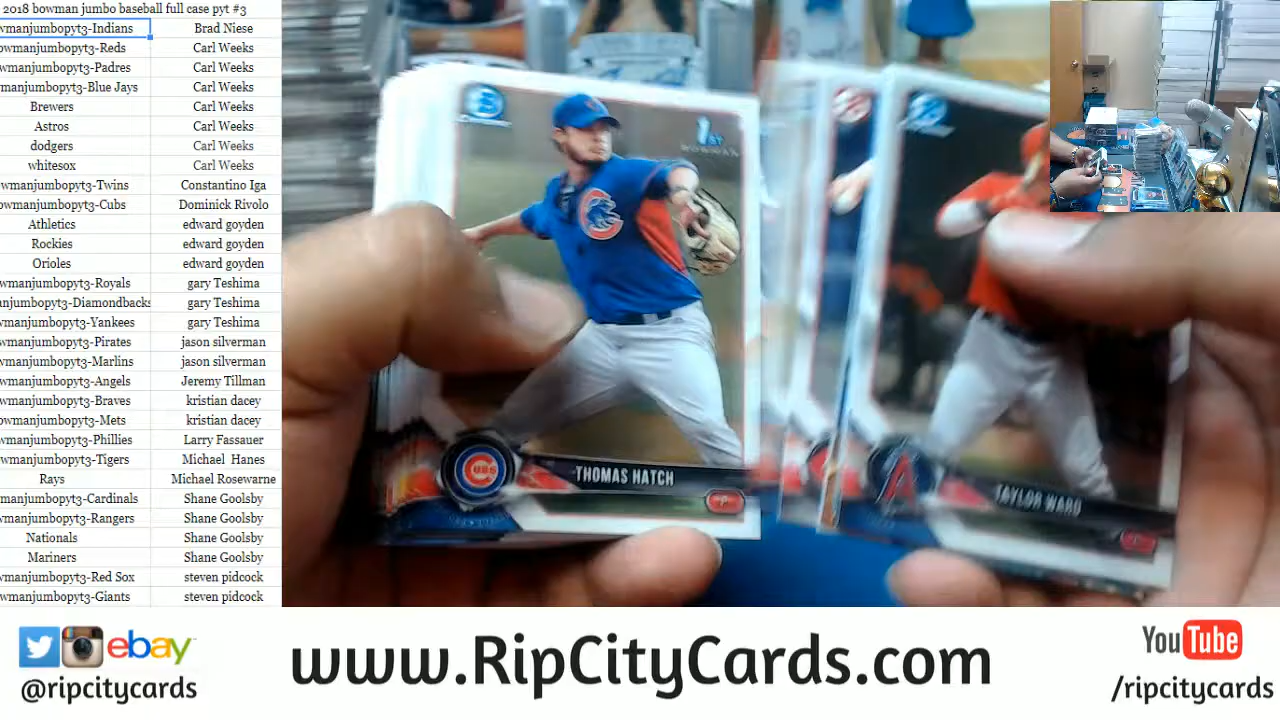 2018 bowman jumbo baseball full case pyt #3
wmanjumbopyt3-Indians Brad Niese
owmanjumbopyt3-Reds Carl Weeks
owmanjumbopyt3-Padres Carl Weeks
wmanjumbopyt3-Blue Jays Carl Weeks
Brewers Carl Weeks
Astros Carl Weeks
dodgers Carl Weeks
whitesox Carl Weeks
owmanjumbopyt3-Twins Constantino Iga
owmanjumbopyt3-Cubs Dominick Rivolo
Athletics edward goyden
Rockies edward goyden
Orioles edward goyden
wmanjumbopyt3-Royals gary Teshima
anjumbopyt3-Diamondbacks gary Teshima
wmanjumbopyt3-Yankees gary Teshima
wmanjumbopyt3-Pirates jason silverman
wmanjumbopyt3-Marlins jason silverman
wmanjumbopyt3-Angels Jeremy Tillman
wmanjumbopyt3-Braves kristian dacey
owmanjumbopyt3-Mets kristian dacey
wmanjumbopyt3-Phillies Larry Fassauer
wmanjumbopyt3-Tigers Michael Hanes
Rays Michael Rosewarne
manjumbopyt3-Cardinals Shane Goolsby
wmanjumbopyt3-Rangers Shane Goolsby
Nationals Shane Goolsby
Mariners Shane Goolsby
wmanjumbopyt3-Red Sox steven pidcock
wmanjumbopyt3-Giants steven pidcock
1ST
BOWMAN
CUBS
THOMAS HATCH
P
A
TAYLOR WARD
ebay
@ripcitycards
www.RipCityCards.com
YouTube
/ripcitycards